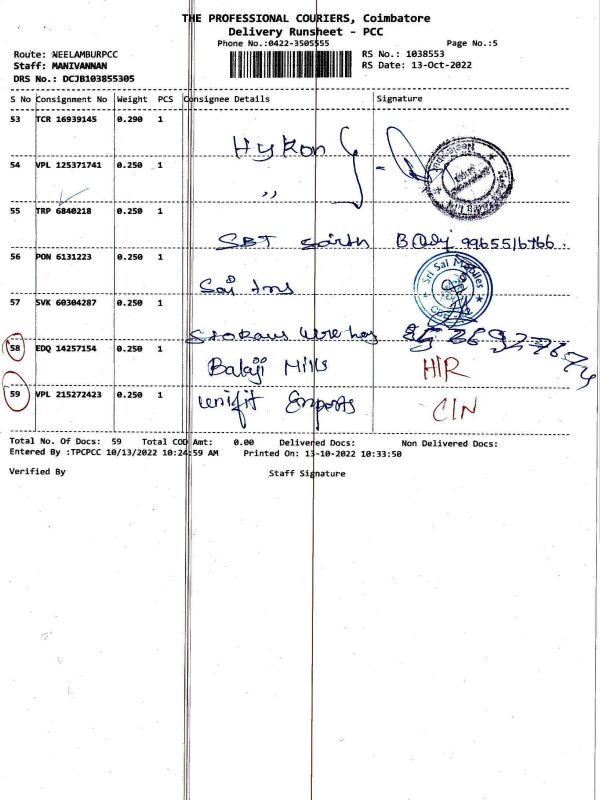 THE PROFESSIONAL COURIERS, Coimbatore
Delivery Runsheet - PCC
Phone No.:0422-3505555 Page No.:5
Route: NEELAMBURPCC RS No.: 1038553
Staff: MANIVANNAN RS Date: 13-Oct-2022
DRS No.: DCJB103855305
S No Consignment No Weight PCS Consignee Details Signature
53 TCR 16939145 0.290 1
Hykon
54 VPL 125371741 0.250 1
,,
55 TRP 6840218 0.250 1
SBT Body 9965516766.
56 PON 6131223 0.250 1
Sri Sai Mobiles
Sai
57 SVK 60304287 0.250 1
58 EDQ 14257154 0.250 1
Balaji Mills H/R
59 VPL 215272423 0.250 1
Unifit Exports C/N
Total No. Of Docs: 59 Total COD Amt: 0.00 Delivered Docs: Non Delivered Docs:
Entered By :TPCPCC 10/13/2022 10:24:59 AM Printed On: 13-10-2022 10:33:50
Verified By Staff Signature